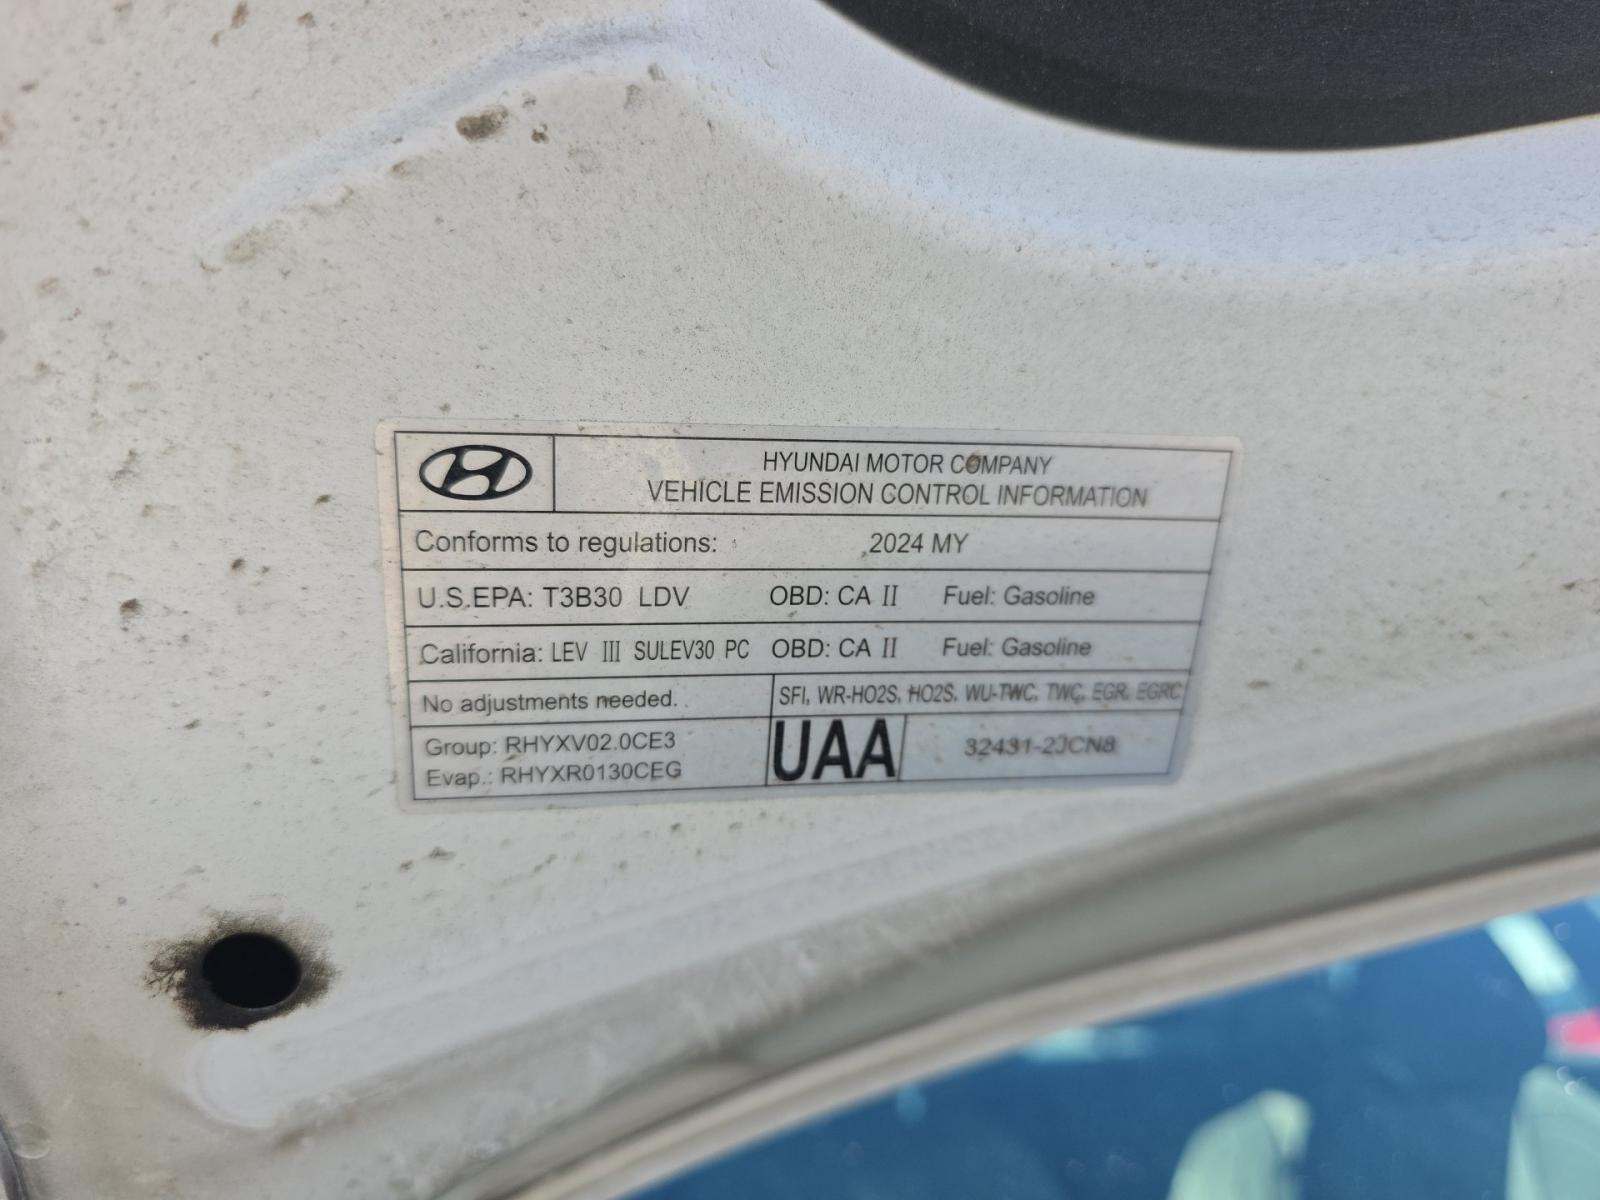 HYUNDAI MOTOR COMPANY
VEHICLE EMISSION CONTROL INFORMATION
Conforms to regulations: 2024 MY
U.S.EPA: T3B30 LDV OBD: CA II Fuel: Gasoline
California: LEV III SULEV30 PC OBD: CA II Fuel: Gasoline
No adjustments needed. SFI, WR-HO2S, HO2S, WU-TWC, TWC, EGR, EGRC
Group: RHYXV02.0CE3
Evap.: RHYXR0130CEG
UAA
32431-2JCN8